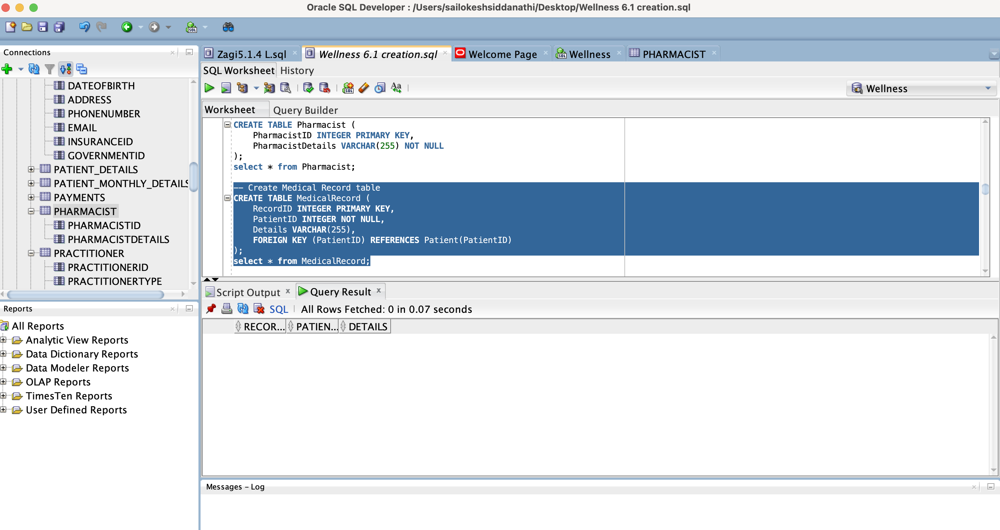 Oracle SQL Developer : /Users/sailokeshsiddanathi/Desktop/Wellness 6.1 creation.sql
Connections
DATEOFBIRTH
ADDRESS
PHONENUMBER
EMAIL
INSURANCEID
GOVERNMENTID
PATIENT_DETAILS
PATIENT_MONTHLY_DETAILS
PAYMENTS
PHARMACIST
PHARMACISTID
PHARMACISTDETAILS
PRACTITIONER
PRACTITIONERID
PRACTITIONERTYPE
Reports
All Reports
Analytic View Reports
Data Dictionary Reports
Data Modeler Reports
OLAP Reports
TimesTen Reports
User Defined Reports
Zagi5.1.4 L.sql
Wellness 6.1 creation.sql
Welcome Page
Wellness
PHARMACIST
SQL Worksheet History
Wellness
Worksheet Query Builder
CREATE TABLE Pharmacist (
PharmacistID INTEGER PRIMARY KEY,
PharmacistDetails VARCHAR(255) NOT NULL
);
select * from Pharmacist;
-- Create Medical Record table
CREATE TABLE MedicalRecord (
RecordID INTEGER PRIMARY KEY,
PatientID INTEGER NOT NULL,
Details VARCHAR(255),
FOREIGN KEY (PatientID) REFERENCES Patient(PatientID)
);
select * from MedicalRecord;
Script Output
Query Result
SQL
All Rows Fetched: 0 in 0.07 seconds
RECOR... PATIEN... DETAILS
Messages - Log